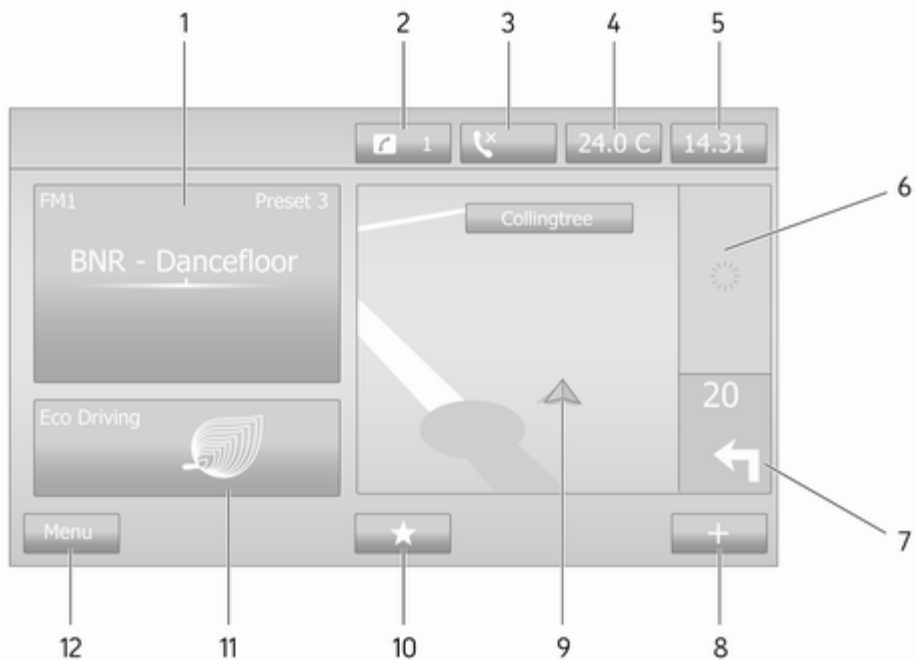 1 2 3 4 5
1 24.0 C 14.31
FM1 Preset 3
BNR - Dancefloor
Collingtree
6
Eco Driving
20
7
Menu
12 11 10 9 8